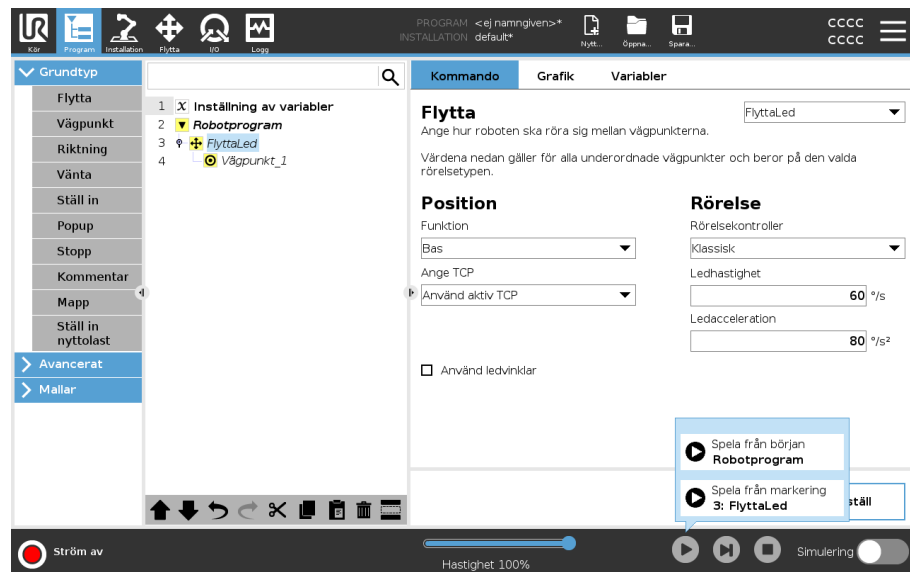 UR
Kör
Program
Installation
Flytta
I/O
Logg
PROGRAM <ej namngiven>*
INSTALLATION default*
Nytt...
Öppna...
Spara...
CCCC
CCCC
Grundtyp
Flytta
Vägpunkt
Riktning
Vänta
Ställ in
Popup
Stopp
Kommentar
Mapp
Ställ in
nyttolast
Avancerat
Mallar
1 X Inställning av variabler
2 Robotprogram
3 FlyttaLed
4 Vägpunkt_1
Kommando Grafik Variabler
Flytta
FlyttaLed
Ange hur roboten ska röra sig mellan vägpunkterna.
Värdena nedan gäller för alla underordnade vägpunkter och beror på den valda
rörelsetypen.
Position
Funktion
Bas
Ange TCP
Använd aktiv TCP
Använd ledvinklar
Rörelse
Rörelsekontroller
Klassisk
Ledhastighet
60 °/s
Ledacceleration
80 °/s²
Spela från början
Robotprogram
Spela från markering
3: FlyttaLed
ställ
Ström av
Hastighet 100%
Simulering